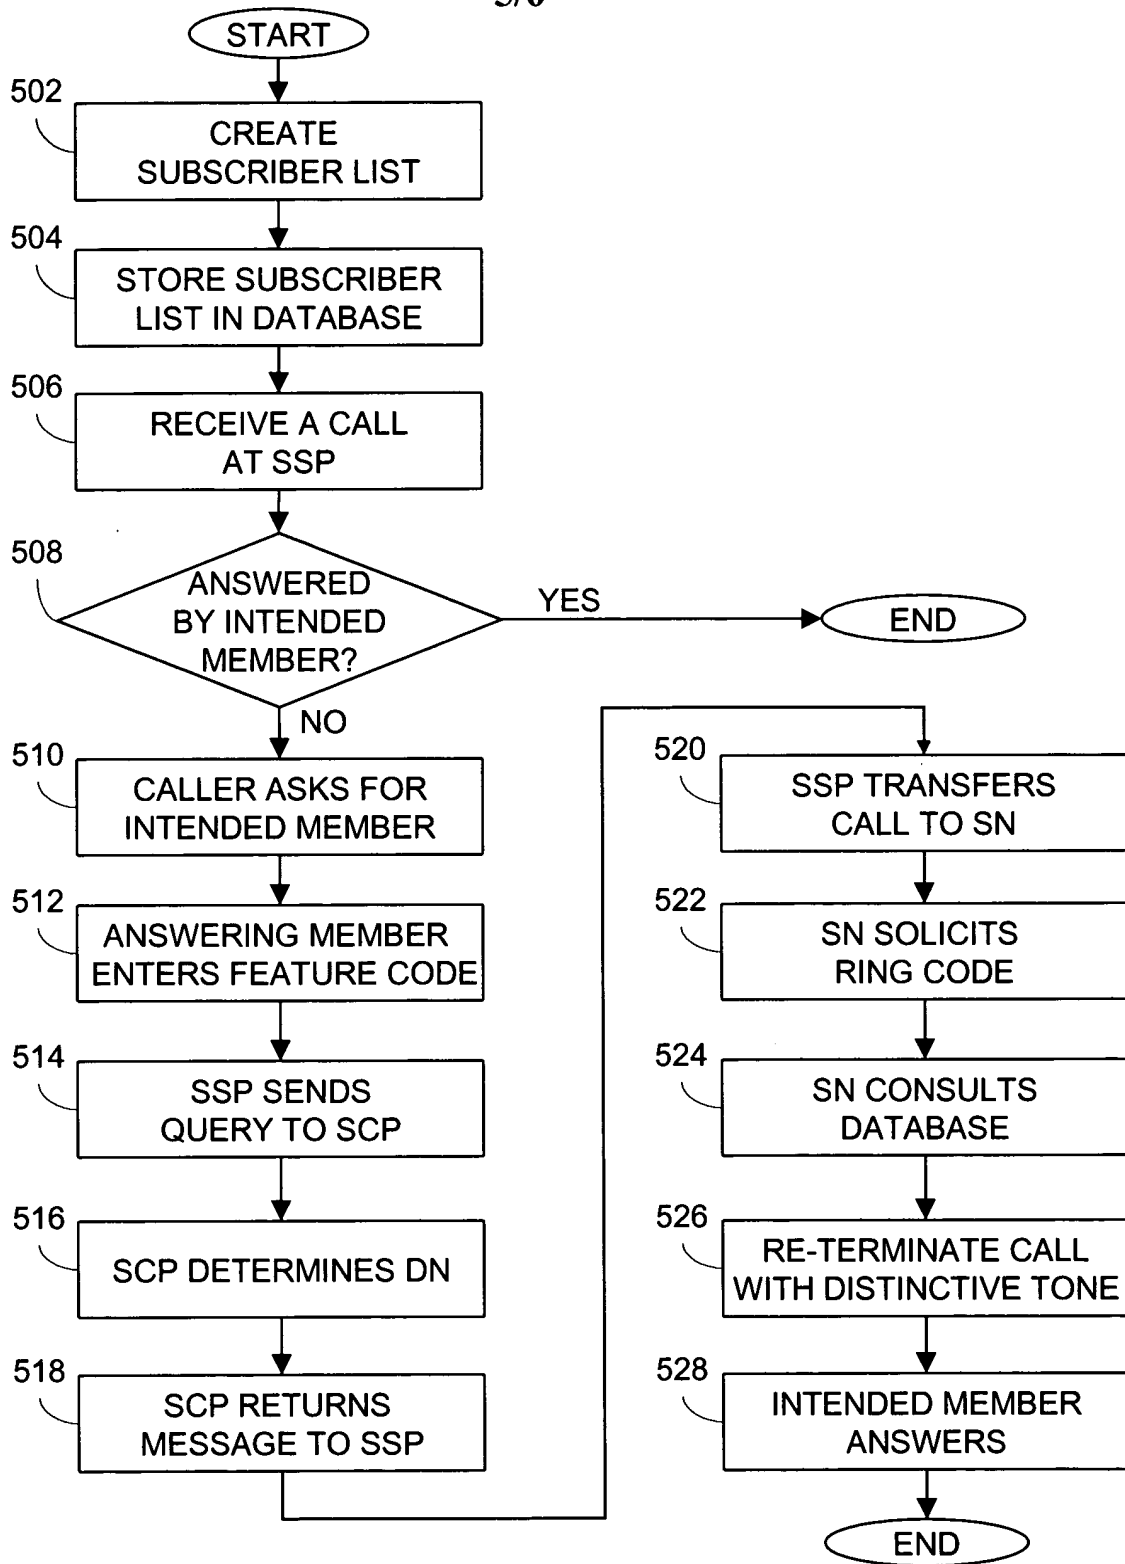 START
502
CREATE
SUBSCRIBER LIST
504
STORE SUBSCRIBER
LIST IN DATABASE
506
RECEIVE A CALL
AT SSP
508
ANSWERED
BY INTENDED
MEMBER?
YES
END
NO
510
CALLER ASKS FOR
INTENDED MEMBER
512
ANSWERING MEMBER
ENTERS FEATURE CODE
514
SSP SENDS
QUERY TO SCP
516
SCP DETERMINES DN
518
SCP RETURNS
MESSAGE TO SSP
520
SSP TRANSFERS
CALL TO SN
522
SN SOLICITS
RING CODE
524
SN CONSULTS
DATABASE
526
RE-TERMINATE CALL
WITH DISTINCTIVE TONE
528
INTENDED MEMBER
ANSWERS
END